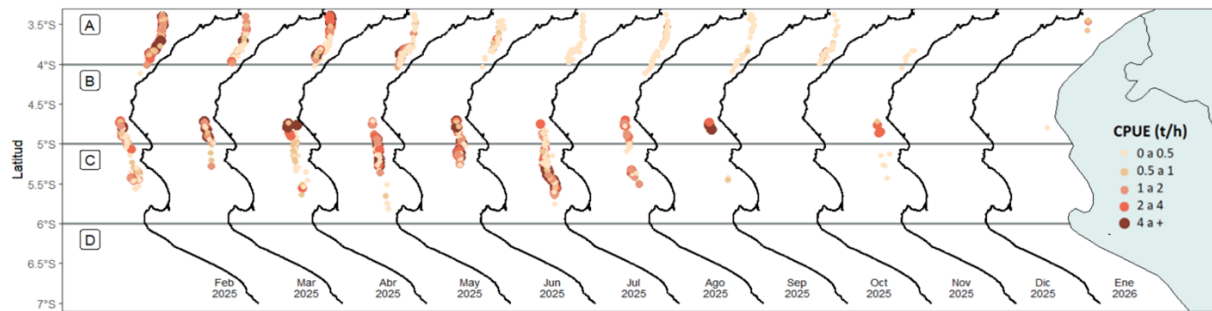 3.5°S
A
4°S
B
4.5°S
5°S
C
5.5°S
6°S
D
6.5°S
7°S
Latitud
Feb
2025
Mar
2025
Abr
2025
May
2025
Jun
2025
Jul
2025
Ago
2025
Sep
2025
Oct
2025
Nov
2025
Dic
2025
Ene
2026
CPUE (t/h)
0 a 0.5
0.5 a 1
1 a 2
2 a 4
4 a +